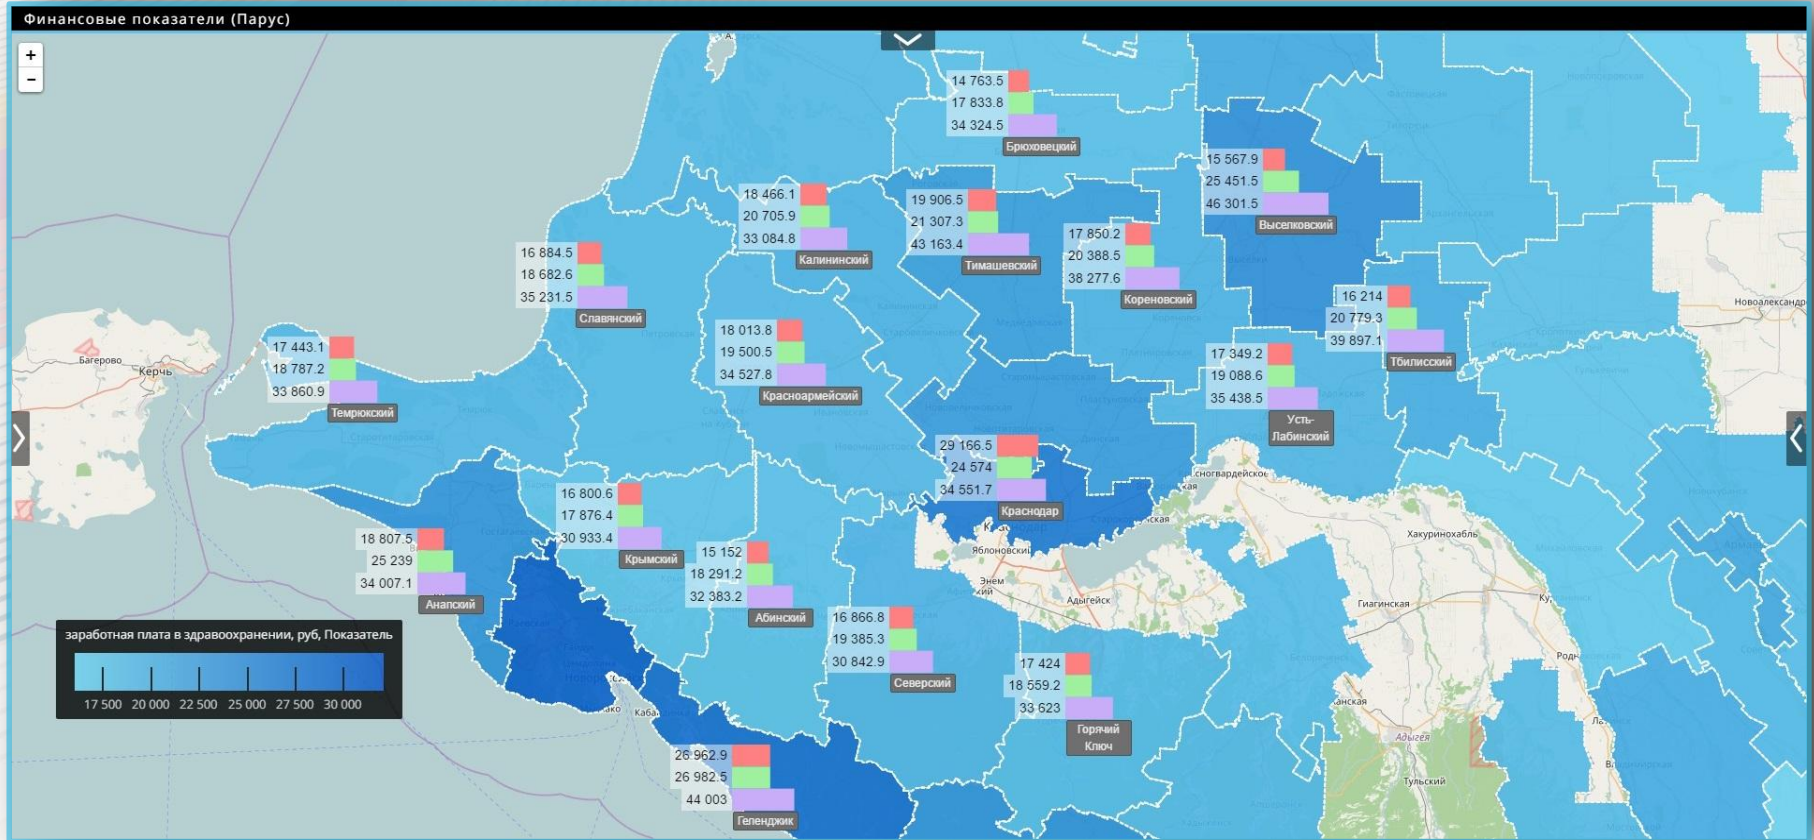 Финансовые показатели (Парус)
+
−
14 763.5
17 833.8
34 324.5
Брюховецкий
15 567.9
25 451.5
46 301.5
Выселковский
18 466.1
20 705.9
33 084.8
Калининский
19 906.5
21 307.3
43 163.4
Тимашевский
17 850.2
20 388.5
38 277.6
Кореновский
16 884.5
18 682.6
35 231.5
Славянский
16 214
20 779.3
39 897.1
Тбилисский
Новоалександр
18 013.8
19 500.5
34 527.8
Красноармейский
17 443.1
18 787.2
33 860.9
Темрюкский
Багерово
Керчь
17 349.2
19 088.6
35 438.5
Усть-
Лабинский
29 166.5
24 574
34 551.7
Краснодар
16 800.6
17 876.4
30 933.4
Крымский
18 807.5
25 239
34 007.1
Анапский
15 152
18 291.2
32 383.2
Абинский
Яблоновский
Энем
Адыгейск
Хакуринохабль
Гиагинская
16 866.8
19 385.3
30 842.9
Северский
17 424
18 559.2
33 623
Горячий
Ключ
Адыгея
Тульский
26 962.9
26 982.5
44 003
Геленджик
заработная плата в здравоохранении, руб, Показатель
17 500 20 000 22 500 25 000 27 500 30 000